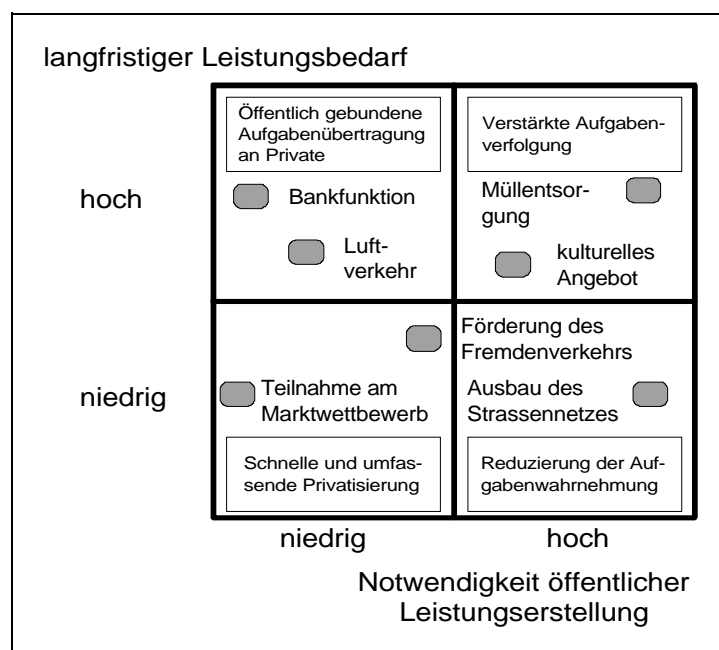 langfristiger Leistungsbedarf
Öffentlich gebundene
Aufgabenübertragung
an Private
Verstärkte Aufgaben-
verfolgung
hoch
Bankfunktion
Müllentsor-
gung
Luft-
verkehr
kulturelles
Angebot
Förderung des
Fremdenverkehrs
niedrig
Teilnahme am
Marktwettbewerb
Ausbau des
Strassennetzes
Schnelle und umfas-
sende Privatisierung
Reduzierung der Auf-
gabenwahrnehmung
niedrig
hoch
Notwendigkeit öffentlicher
Leistungserstellung